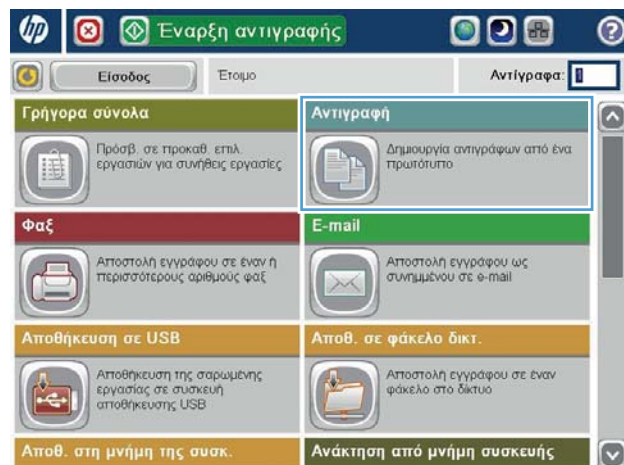 hp
Έναρξη αντιγραφής
?
Είσοδος
Έτοιμο
Αντίγραφα: 1
Γρήγορα σύνολα
Πρόσβ. σε προκαθ. επιλ.
εργασιών για συνήθεις εργασίες
Αντιγραφή
Δημιουργία αντιγράφων από ένα
πρωτότυπο
Φαξ
Αποστολή εγγράφου σε έναν ή
περισσότερους αριθμούς φαξ
E-mail
Αποστολή εγγράφου ως
συνημμένου σε e-mail
Αποθήκευση σε USB
Αποθήκευση της σαρωμένης
εργασίας σε συσκευή
αποθήκευσης USB
Αποθ. σε φάκελο δικτ.
Αποστολή εγγράφου σε έναν
φάκελο στο δίκτυο
Αποθ. στη μνήμη της συσκ.
Ανάκτηση από μνήμη συσκευής